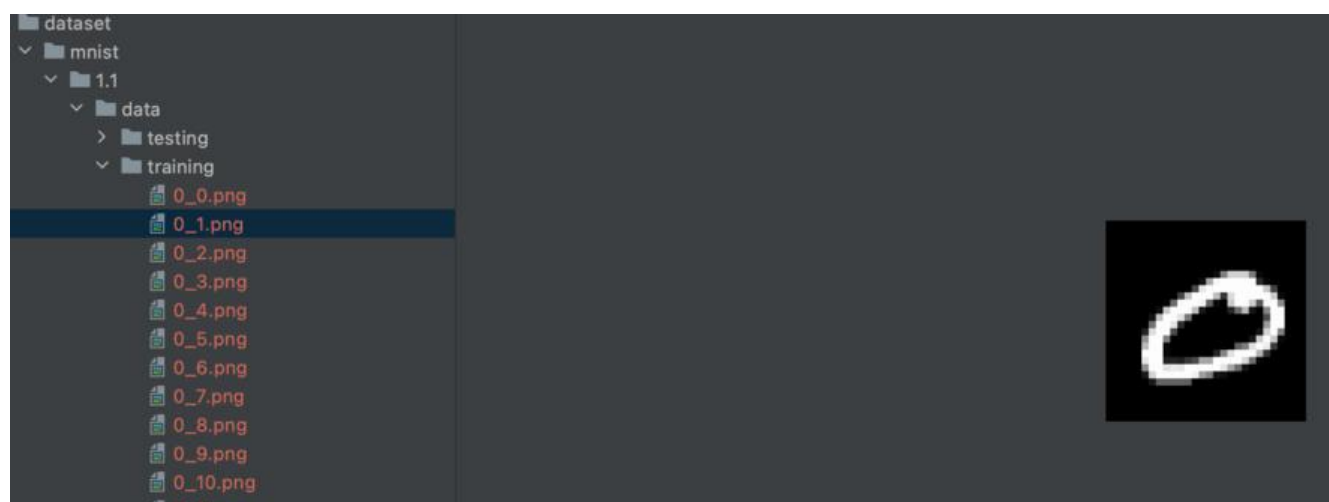 dataset
mnist
1.1
data
testing
training
0_0.png
0_1.png
0_2.png
0_3.png
0_4.png
0_5.png
0_6.png
0_7.png
0_8.png
0_9.png
0_10.png
0